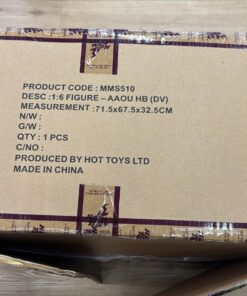 PRODUCT CODE : MMS510
DESC : 1:6 FIGURE – AAOU HB (DV)
MEASUREMENT :71.5x67.5x32.5CM
N/W :
G/W :
QTY : 1 PCS
C/NO :
PRODUCED BY HOT TOYS LTD
MADE IN CHINA